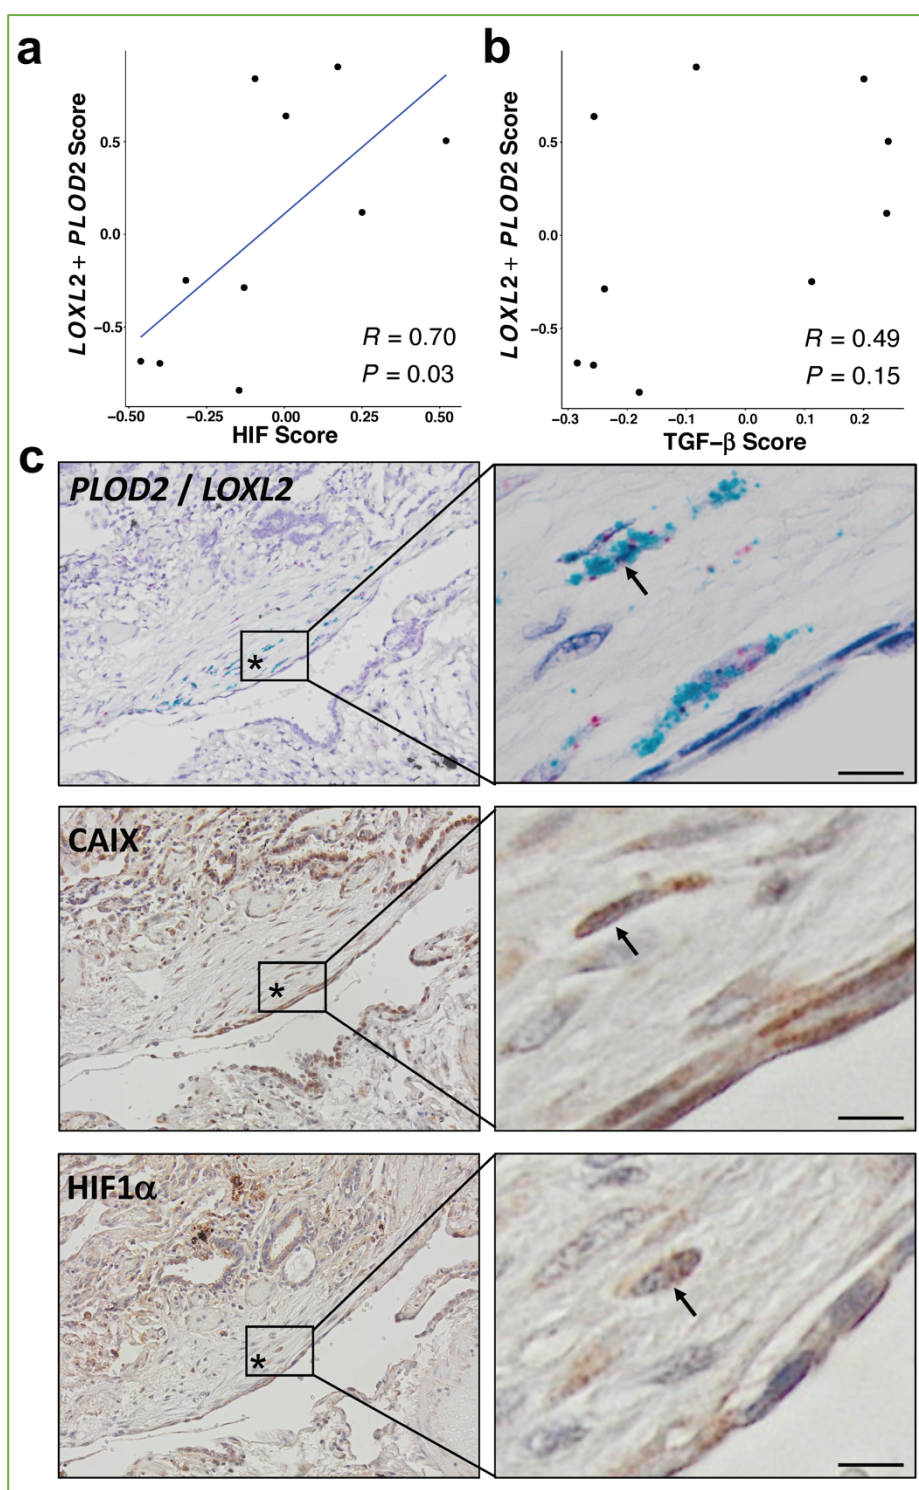 a
LOXL2 + PLOD2 Score
0.5
0.0
−0.5
R = 0.70
P = 0.03
−0.50 −0.25 0.00 0.25 0.50
HIF Score
b
LOXL2 + PLOD2 Score
0.5
0.0
−0.5
R = 0.49
P = 0.15
−0.3 −0.2 −0.1 0.0 0.1 0.2
TGF−β Score
c
PLOD2 / LOXL2
*
CAIX
*
HIF1α
*